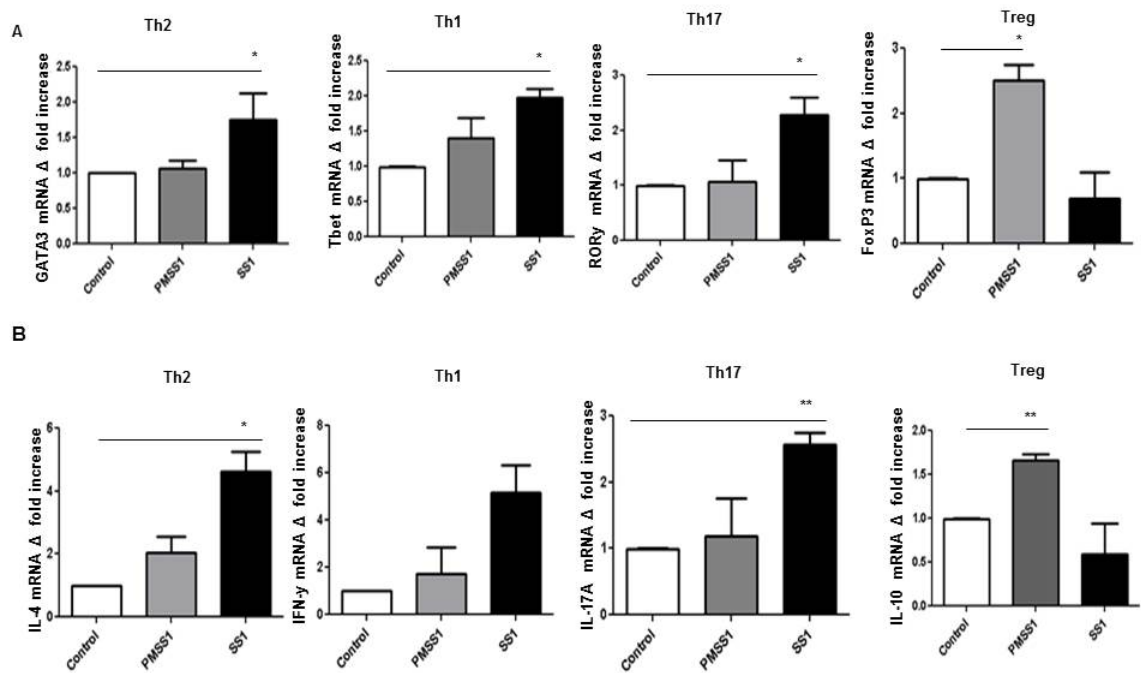 A
Th2
GATA3 mRNA Δ fold increase
2.5
2.0
1.5
1.0
0.5
0.0
*
Control
PMSS1
SS1
Th1
Tbet mRNA Δ fold increase
2.5
2.0
1.5
1.0
0.5
0.0
*
Control
PMSS1
SS1
Th17
RORy mRNA Δ fold increase
3
2
1
0
*
Control
PMSS1
SS1
Treg
FoxP3 mRNA Δ fold increase
3
2
1
0
*
Control
PMSS1
SS1
B
Th2
IL-4 mRNA Δ fold increase
6
4
2
0
*
Control
PMSS1
SS1
Th1
IFN-y mRNA Δ fold increase
8
6
4
2
0
Control
PMSS1
SS1
Th17
IL-17A mRNA Δ fold increase
3
2
1
0
**
Control
PMSS1
SS1
Treg
IL-10 mRNA Δ fold increase
2.0
1.5
1.0
0.5
0.0
**
Control
PMSS1
SS1